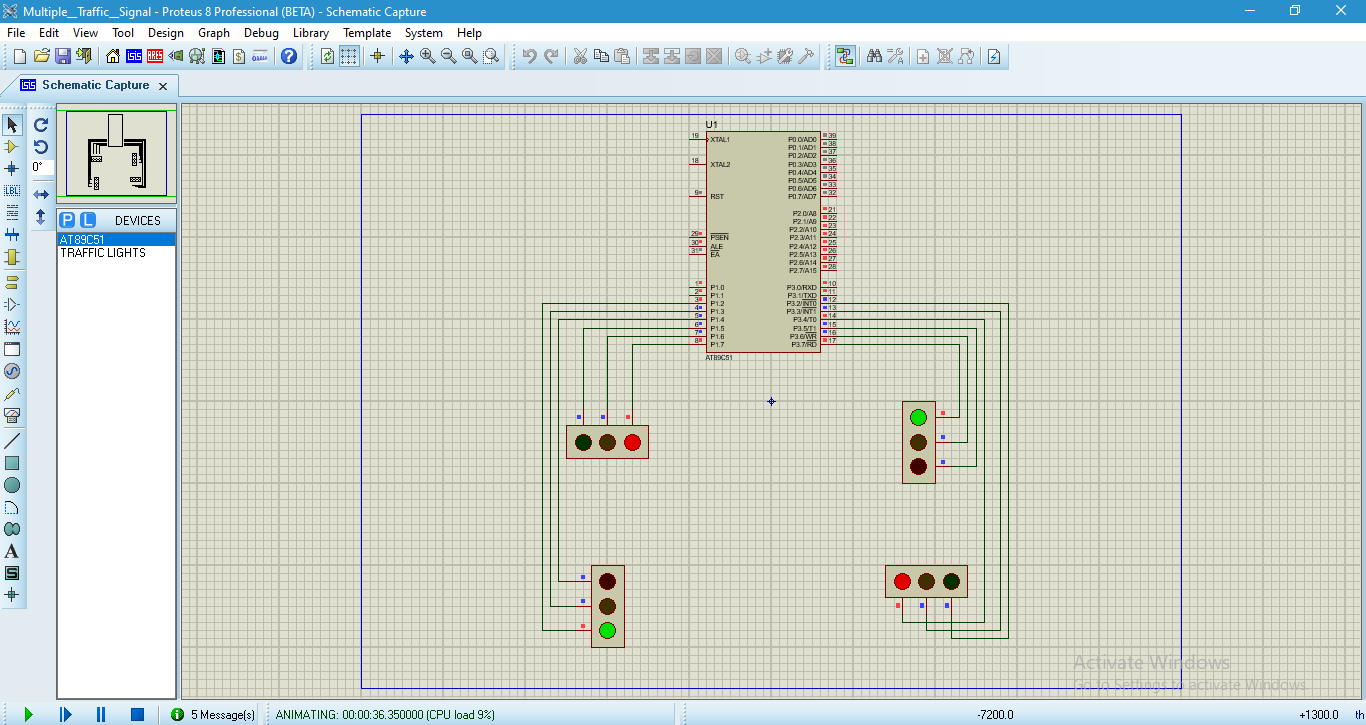 Multiple_Traffic_Signal - Proteus 8 Professional (BETA) - Schematic Capture
File Edit View Tool Design Graph Debug Library Template System Help
Schematic Capture
0°
P L DEVICES
AT89C51
TRAFFIC LIGHTS
LBL
A
S
U1
19 XTAL1 P0.0/AD0 39
P0.1/AD1 38
P0.2/AD2 37
18 XTAL2 P0.3/AD3 36
P0.4/AD4 35
P0.5/AD5 34
P0.6/AD6 33
9 RST P0.7/AD7 32
P2.0/A8 21
P2.1/A9 22
P2.2/A10 23
29 PSEN P2.3/A11 24
30 ALE P2.4/A12 25
31 EA P2.5/A13 26
P2.6/A14 27
P2.7/A15 28
1 P1.0 P3.0/RXD 10
2 P1.1 P3.1/TXD 11
3 P1.2 P3.2/INT0 12
4 P1.3 P3.3/INT1 13
5 P1.4 P3.4/T0 14
6 P1.5 P3.5/T1 15
7 P1.6 P3.6/WR 16
8 P1.7 P3.7/RD 17
AT89C51
Activate Windows
Go to Settings to activate Windows.
5 Message(s) ANIMATING: 00:00:36.350000 (CPU load 9%) -7200.0 +1300.0 th